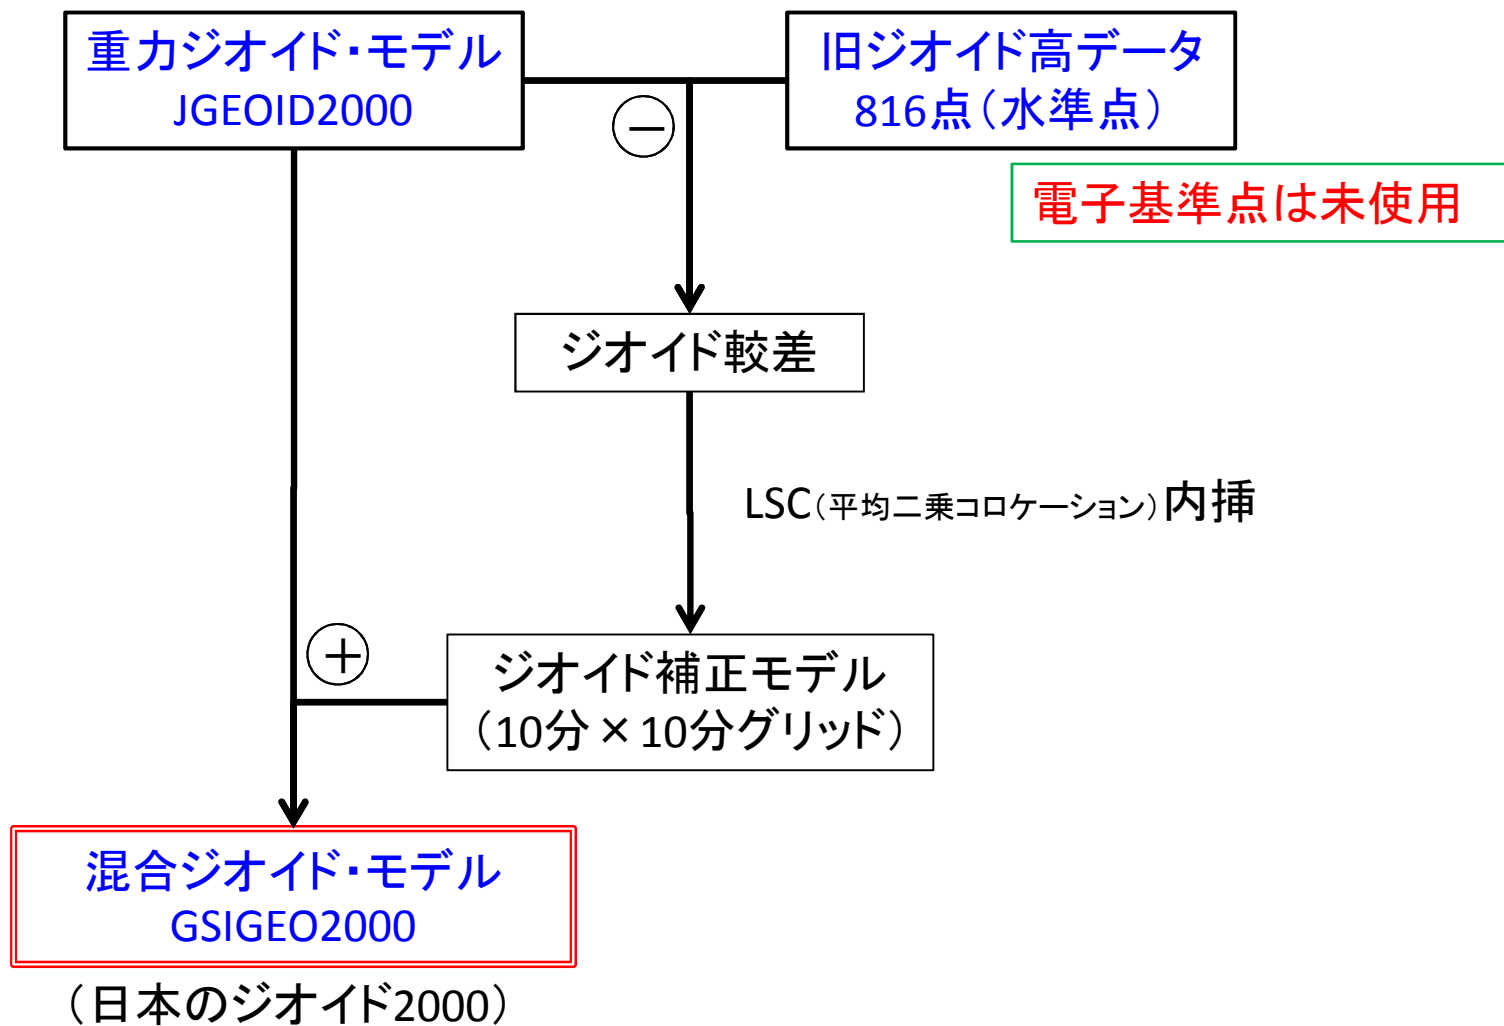 重力ジオイド・モデル
JGEOID2000
旧ジオイド高データ
816点（水準点）
－
電子基準点は未使用
ジオイド較差
LSC（平均二乗コロケーション）内挿
＋
ジオイド補正モデル
（10分×10分グリッド）
混合ジオイド・モデル
GSIGEO2000
（日本のジオイド2000）